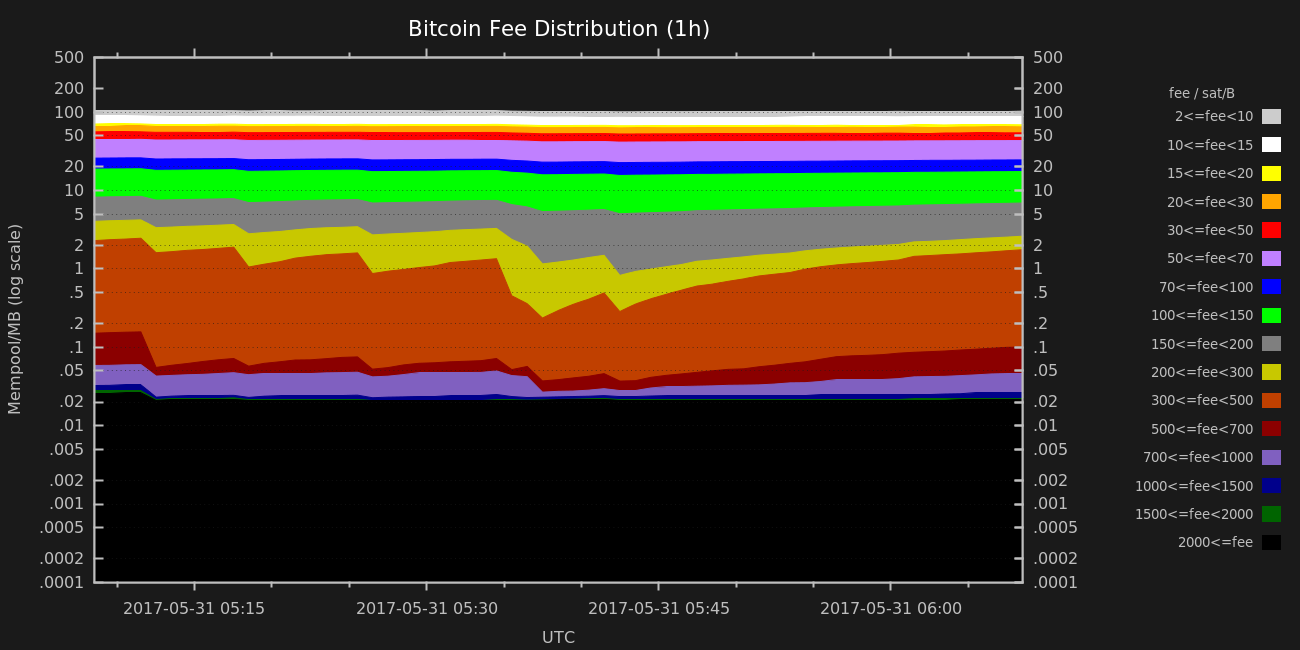 Bitcoin Fee Distribution (1h)
500
200
100
50
20
10
5
2
1
.5
.2
.1
.05
.02
.01
.005
.002
.001
.0005
.0002
.0001
Mempool/MB (log scale)
500
200
100
50
20
10
5
2
1
.5
.2
.1
.05
.02
.01
.005
.002
.001
.0005
.0002
.0001
2017-05-31 05:15
2017-05-31 05:30
2017-05-31 05:45
2017-05-31 06:00
UTC
fee / sat/B
2<=fee<10
10<=fee<15
15<=fee<20
20<=fee<30
30<=fee<50
50<=fee<70
70<=fee<100
100<=fee<150
150<=fee<200
200<=fee<300
300<=fee<500
500<=fee<700
700<=fee<1000
1000<=fee<1500
1500<=fee<2000
2000<=fee